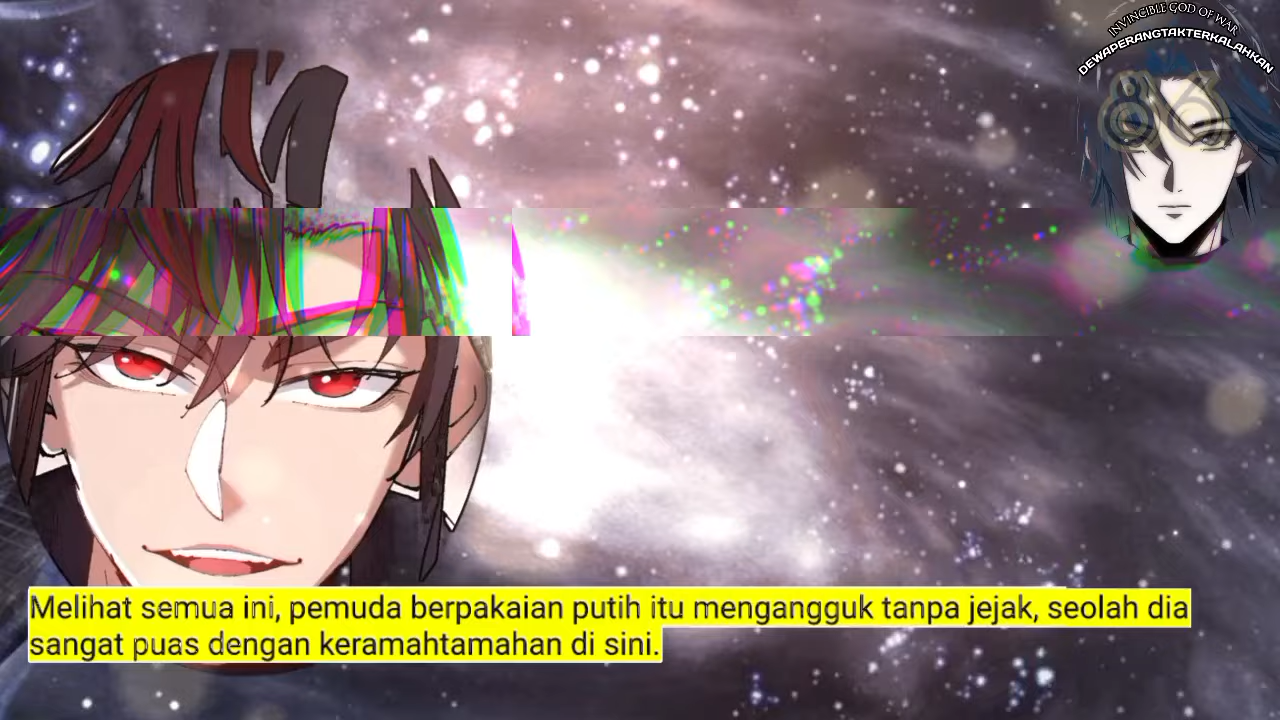 INVINCIBLE GOD OF WAR
DEWAPERANGTAKTERKALAHKAN
Melihat semua ini, pemuda berpakaian putih itu mengangguk tanpa jejak, seolah dia
sangat puas dengan keramahtamahan di sini.